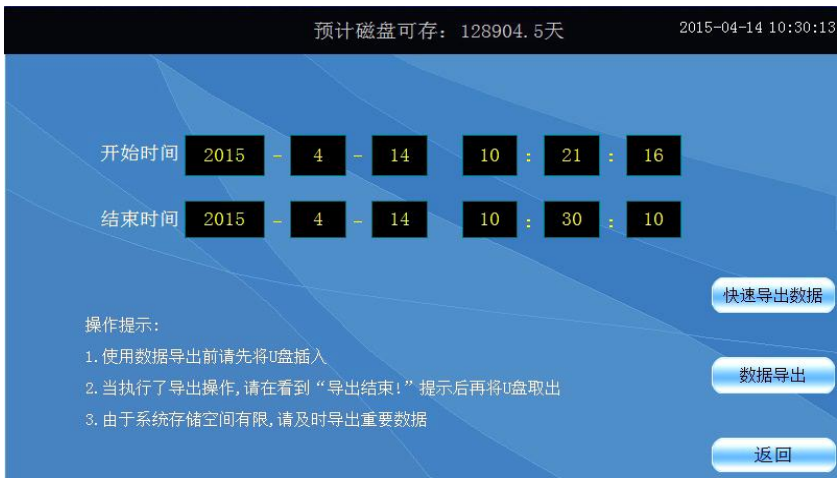 预计磁盘可存: 128904.5天 2015-04-14 10:30:13
开始时间 2015 - 4 - 14 10 : 21 : 16
结束时间 2015 - 4 - 14 10 : 30 : 10
快速导出数据
操作提示:
1.使用数据导出前请先将U盘插入
数据导出
2.当执行了导出操作,请在看到“导出结束!”提示后再将U盘取出
3.由于系统存储空间有限,请及时导出重要数据
返回